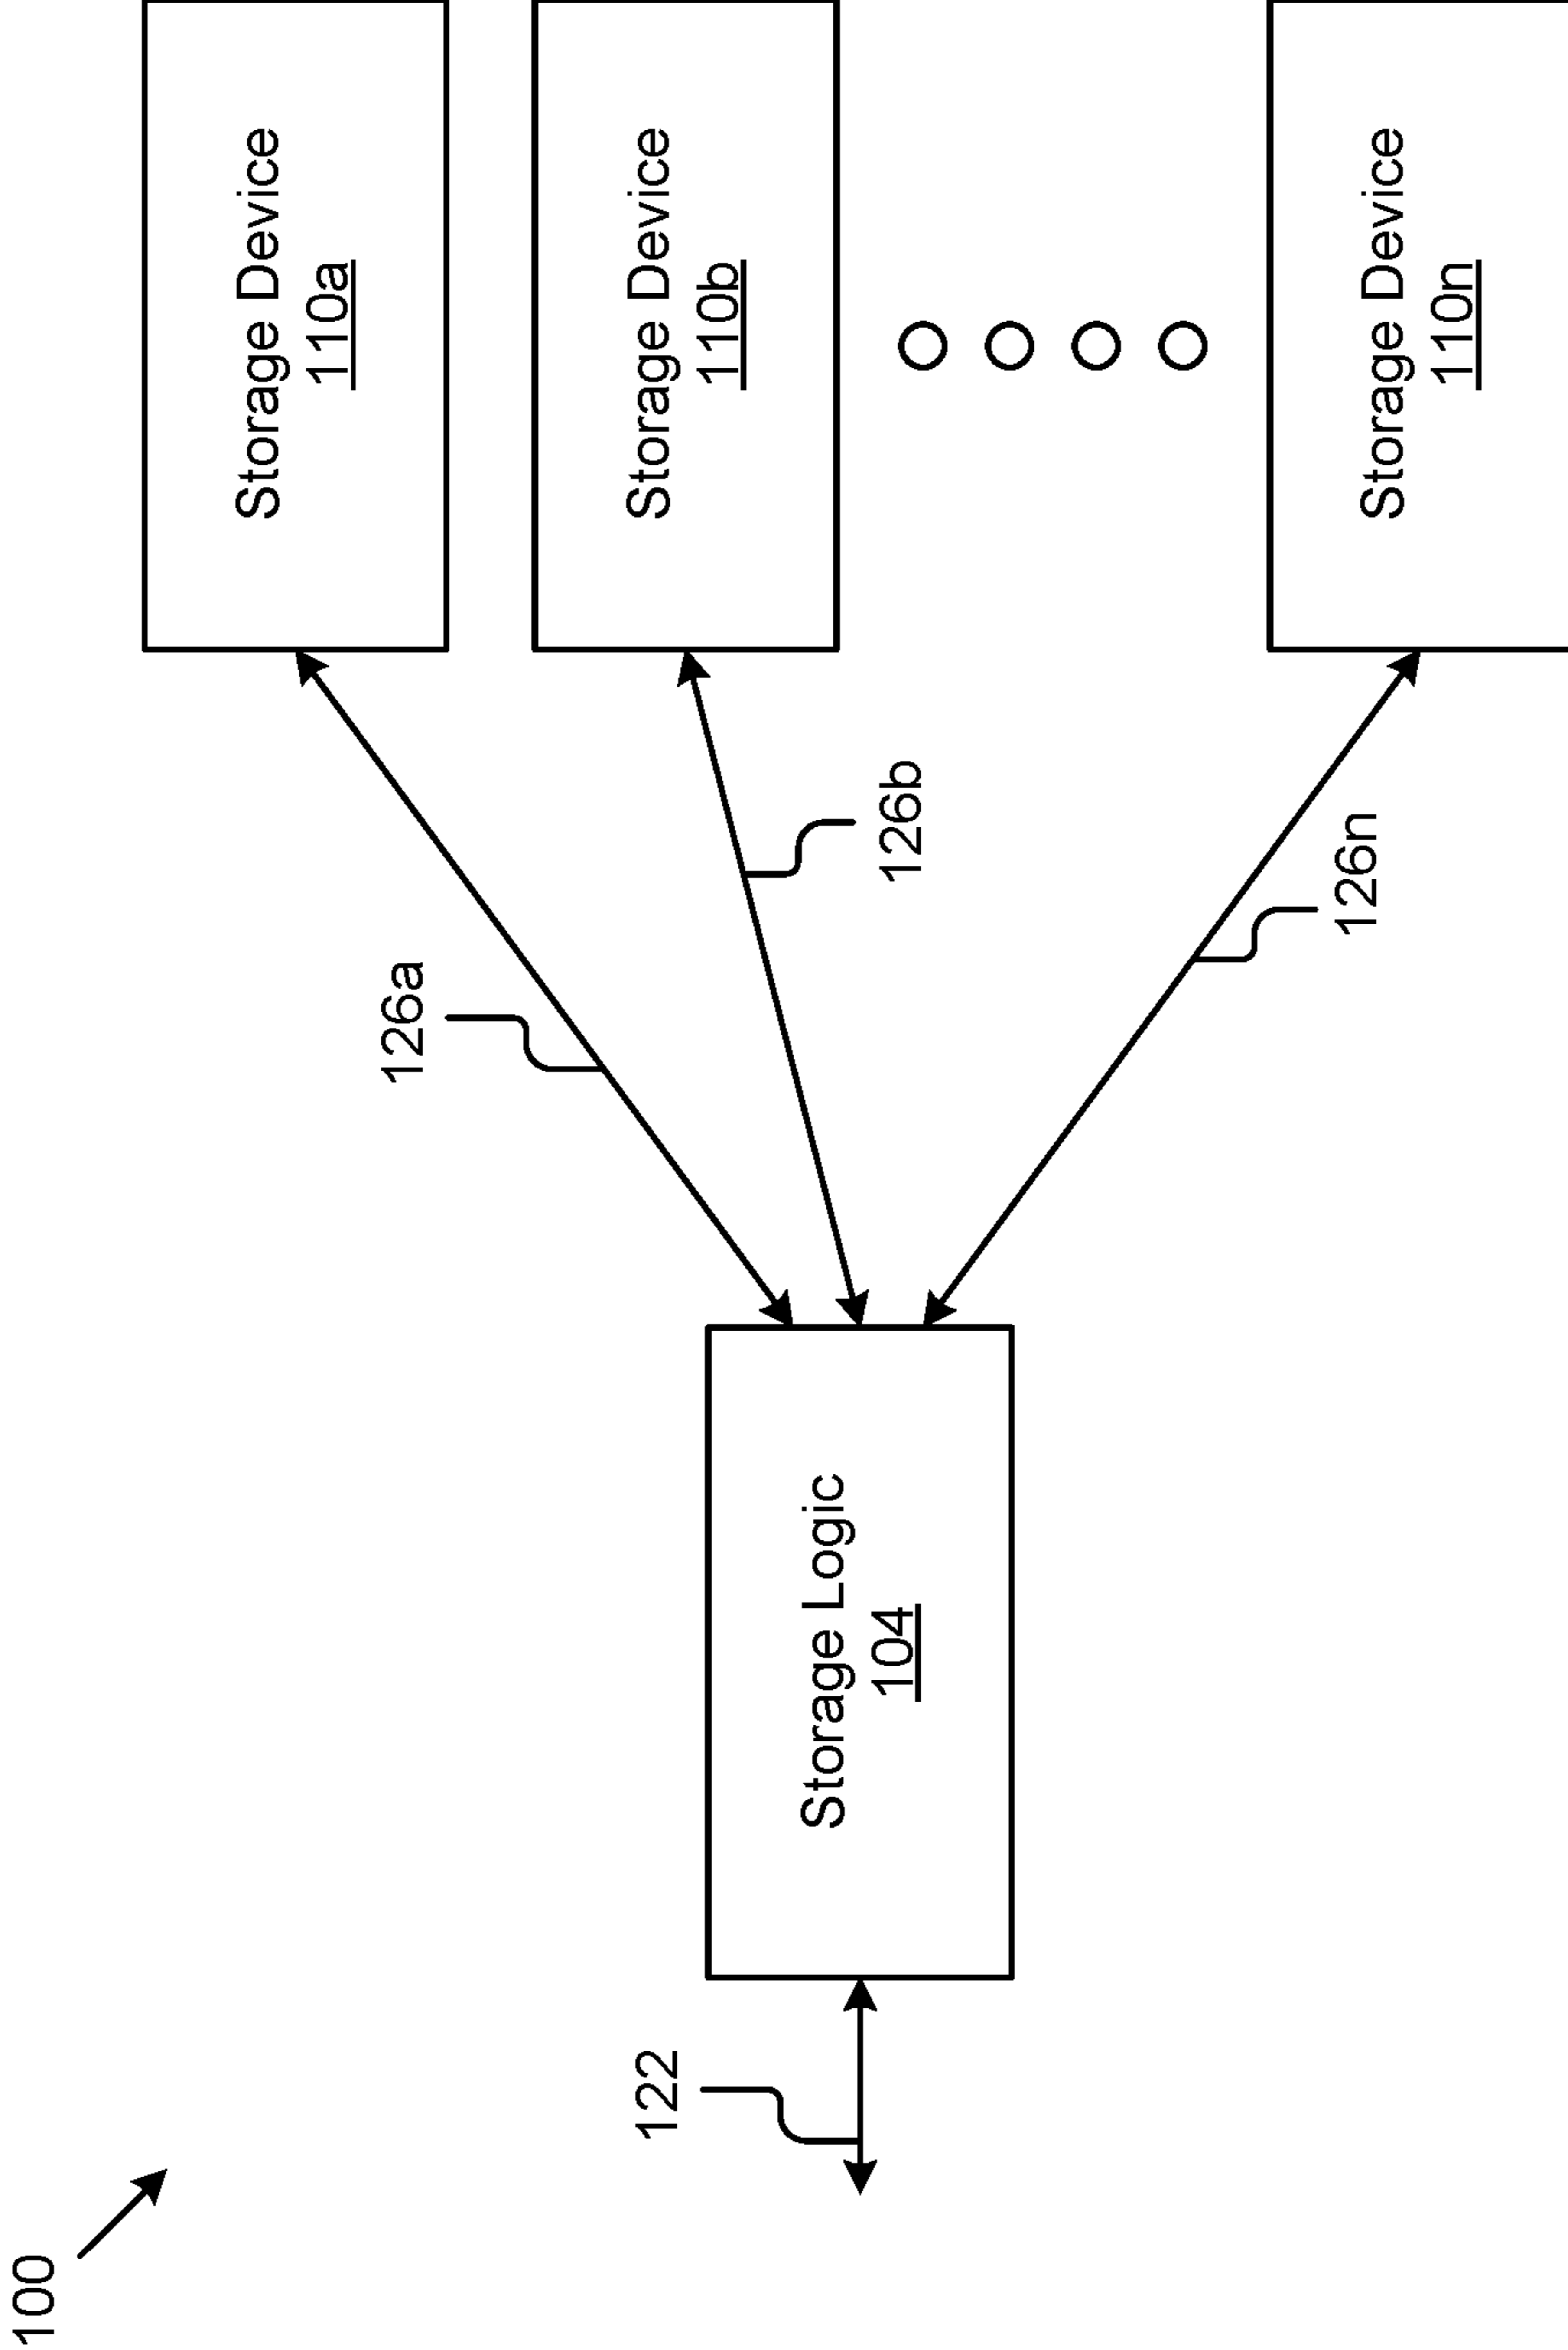 100
122
Storage Logic
104
126a
126b
126n
Storage Device
110a
Storage Device
110b
Storage Device
110n